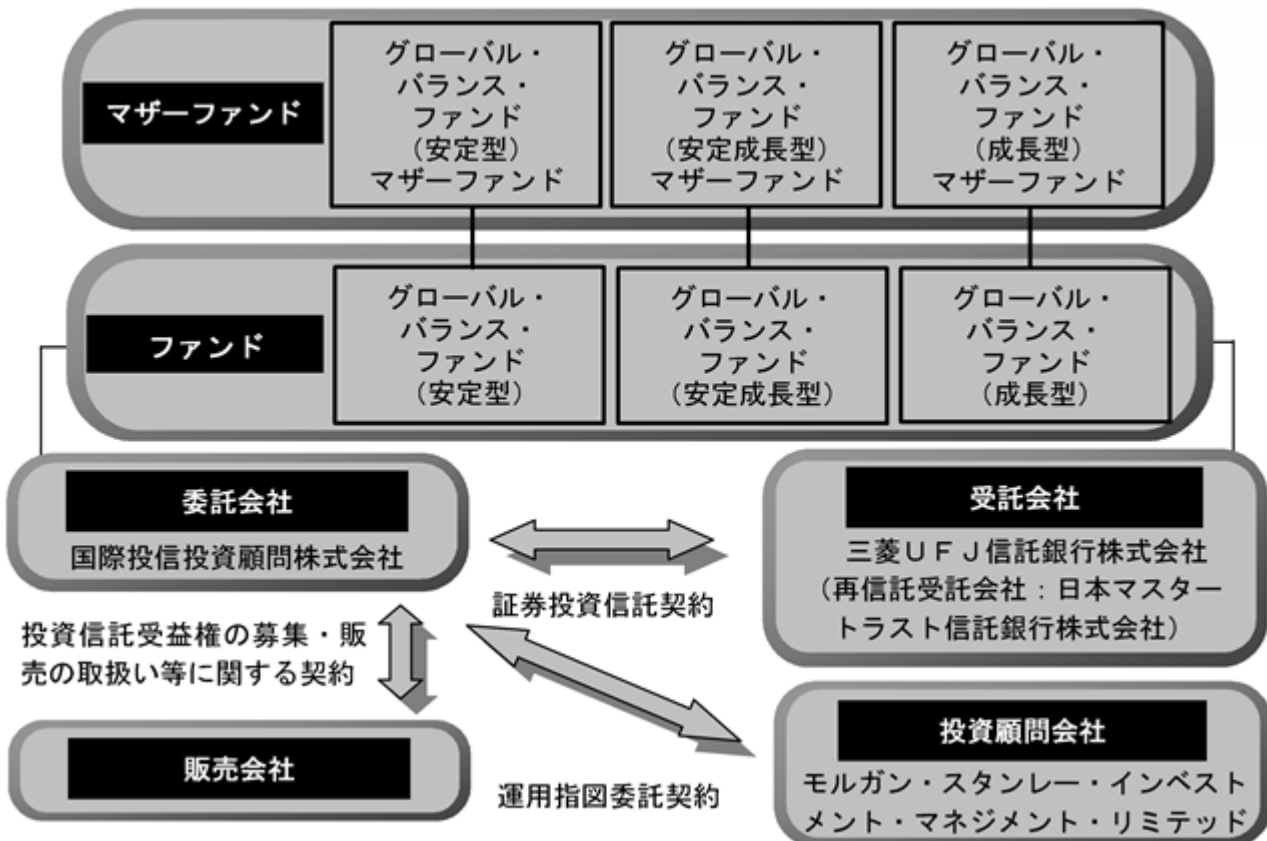 マザーファンド
グローバル・
バランス・
ファンド
（安定型）
マザーファンド
グローバル・
バランス・
ファンド
（安定成長型）
マザーファンド
グローバル・
バランス・
ファンド
（成長型）
マザーファンド
ファンド
グローバル・
バランス・
ファンド
（安定型）
グローバル・
バランス・
ファンド
（安定成長型）
グローバル・
バランス・
ファンド
（成長型）
委託会社
国際投信投資顧問株式会社
受託会社
三菱ＵＦＪ信託銀行株式会社
（再信託受託会社：日本マスター
トラスト信託銀行株式会社）
証券投資信託契約
投資信託受益権の募集・販
売の取扱い等に関する契約
販売会社
運用指図委託契約
投資顧問会社
モルガン・スタンレー・インベスト
メント・マネジメント・リミテッド